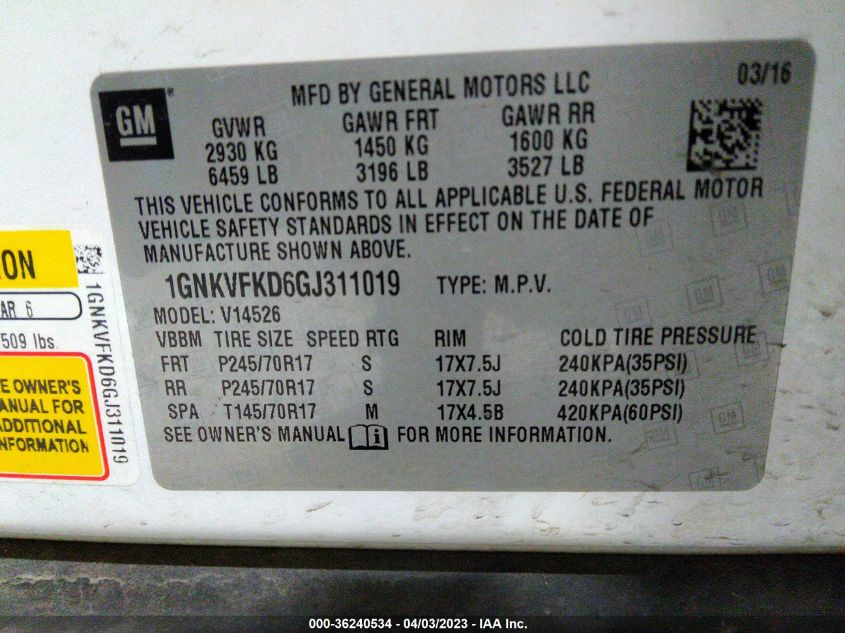 03/16
MFD BY GENERAL MOTORS LLC
GM
GVWR GAWR FRT GAWR RR
2930 KG 1450 KG 1600 KG
6459 LB 3196 LB 3527 LB
THIS VEHICLE CONFORMS TO ALL APPLICABLE U.S. FEDERAL MOTOR
VEHICLE SAFETY STANDARDS IN EFFECT ON THE DATE OF
MANUFACTURE SHOWN ABOVE.
1GNKVFKD6GJ311019 TYPE: M.P.V.
MODEL: V14526
VBBM TIRE SIZE SPEED RTG RIM COLD TIRE PRESSURE
FRT P245/70R17 S 17X7.5J 240KPA(35PSI)
RR P245/70R17 S 17X7.5J 240KPA(35PSI)
SPA T145/70R17 M 17X4.5B 420KPA(60PSI)
SEE OWNER'S MANUAL FOR MORE INFORMATION.
ION
AR 6
509 lbs.
E OWNER'S
ANUAL FOR
ADDITIONAL
NFORMATION
1GNKVFKD6GJ311019
000-36240534 - 04/03/2023 - IAA Inc.